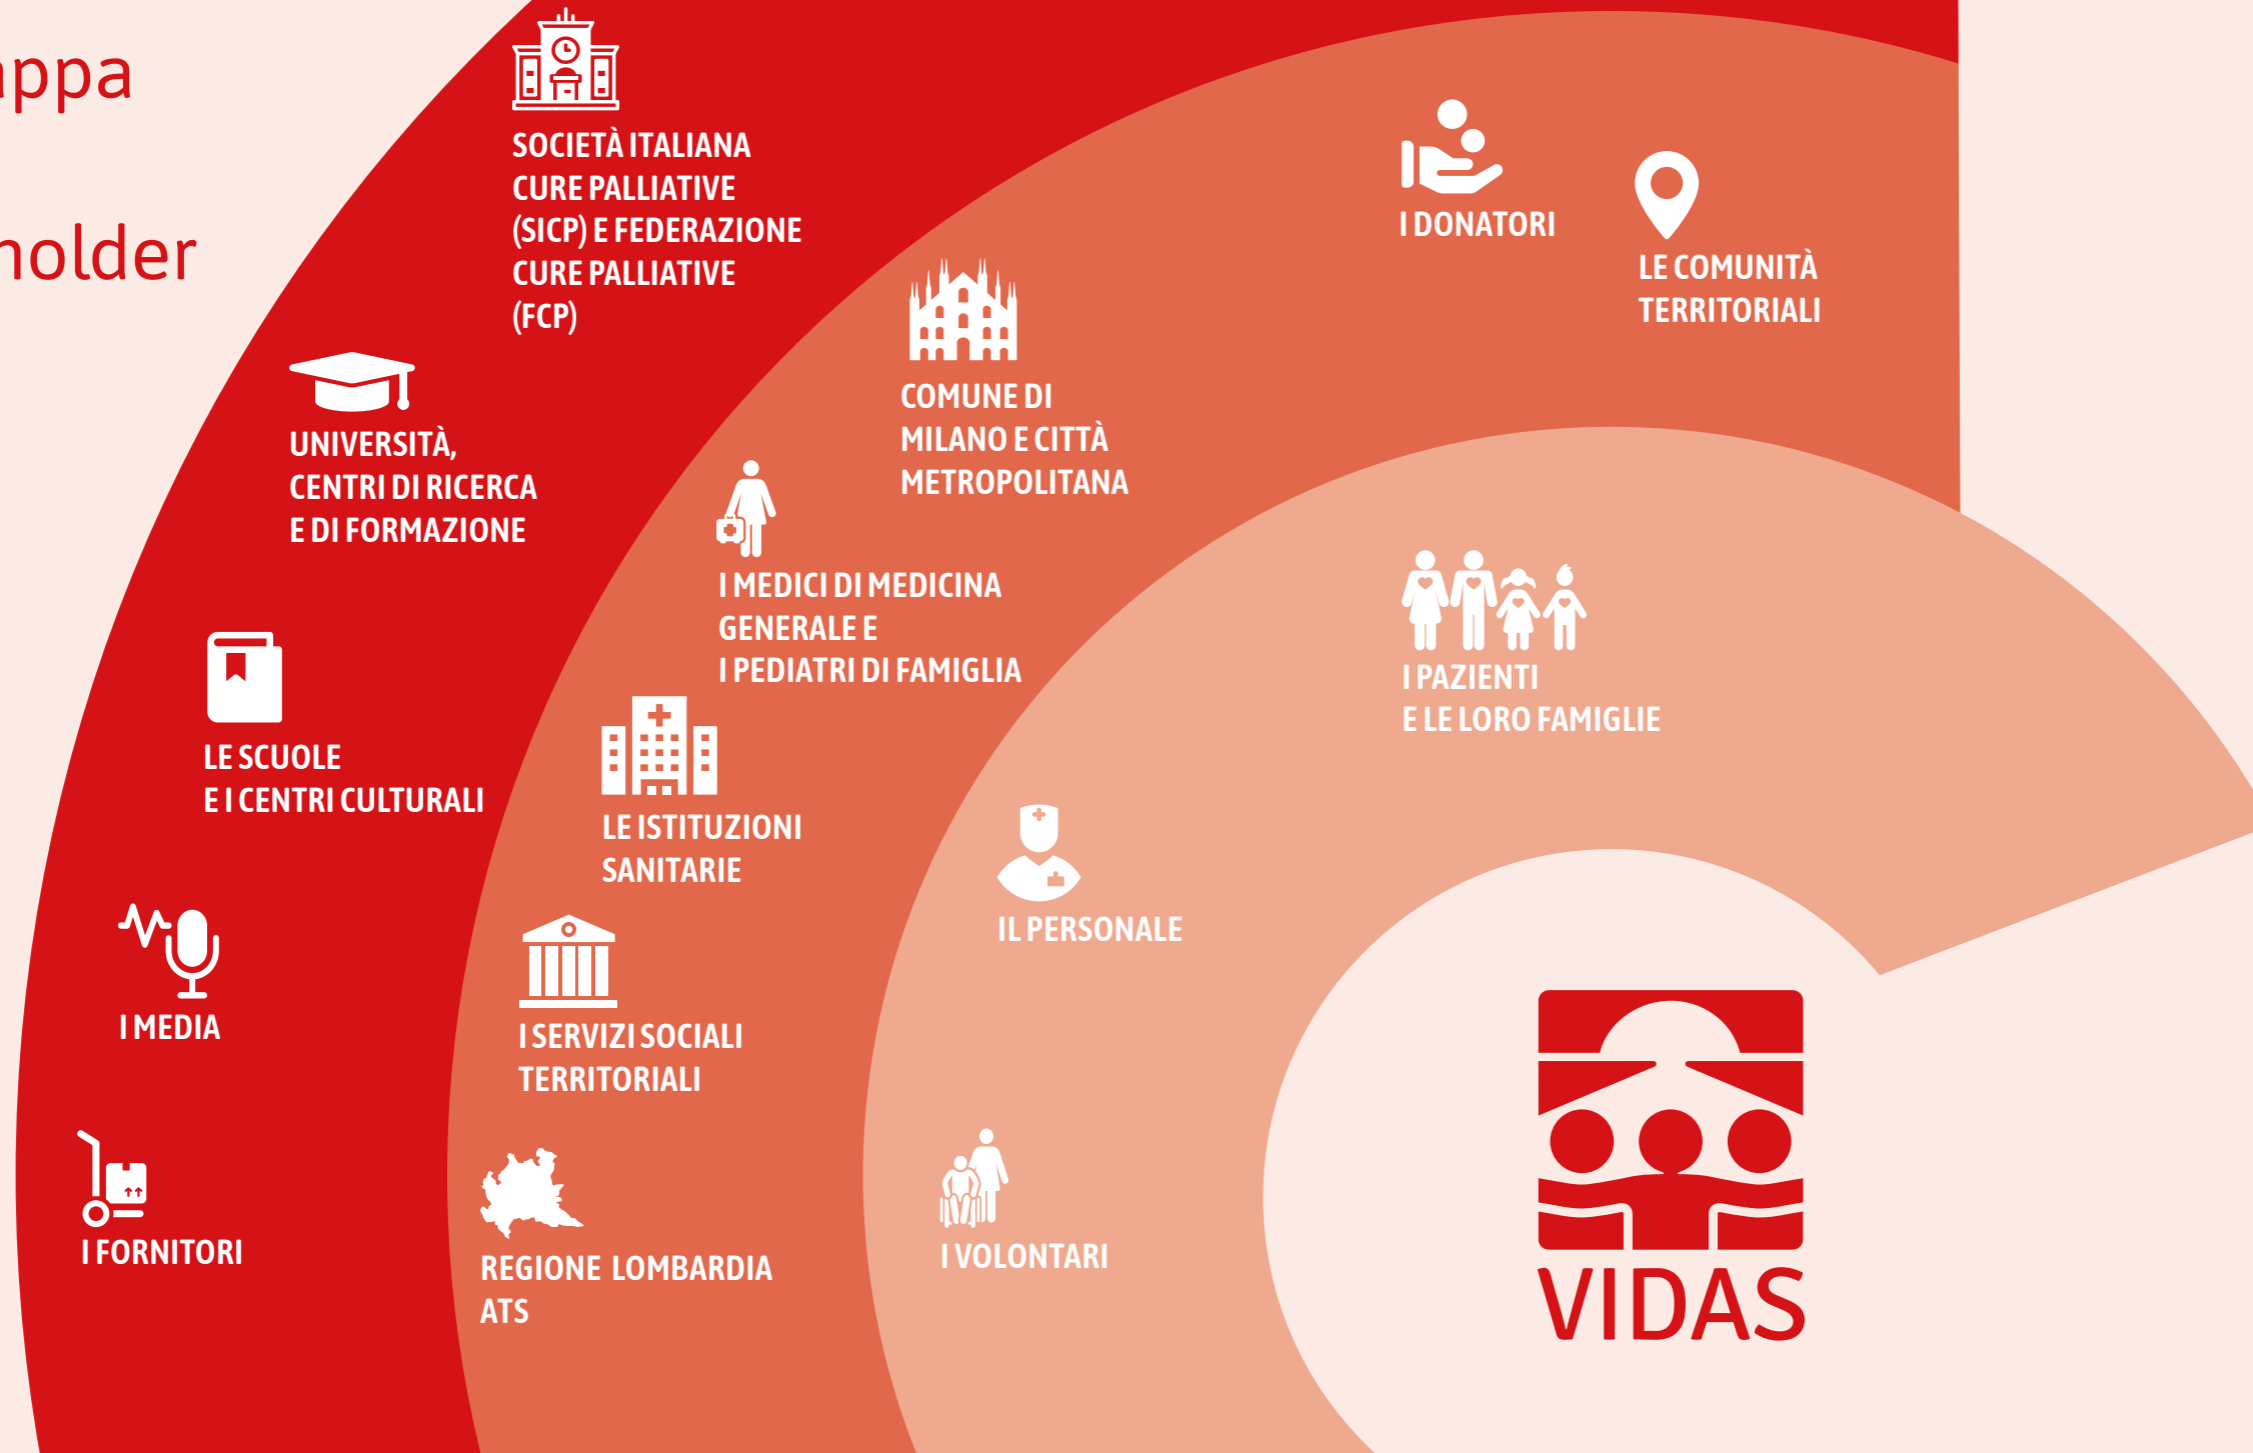 SOCIETÀ ITALIANA
CURE PALLIATIVE
(SICP) E FEDERAZIONE
CURE PALLIATIVE
(FCP)
UNIVERSITÀ,
CENTRI DI RICERCA
E DI FORMAZIONE
LE SCUOLE
E I CENTRI CULTURALI
I MEDIA
I FORNITORI
I DONATORI
LE COMUNITÀ
TERRITORIALI
COMUNE DI
MILANO E CITTÀ
METROPOLITANA
I MEDICI DI MEDICINA
GENERALE E
I PEDIATRI DI FAMIGLIA
LE ISTITUZIONI
SANITARIE
I SERVIZI SOCIALI
TERRITORIALI
REGIONE LOMBARDIA
ATS
I PAZIENTI
E LE LORO FAMIGLIE
IL PERSONALE
I VOLONTARI
VIDAS